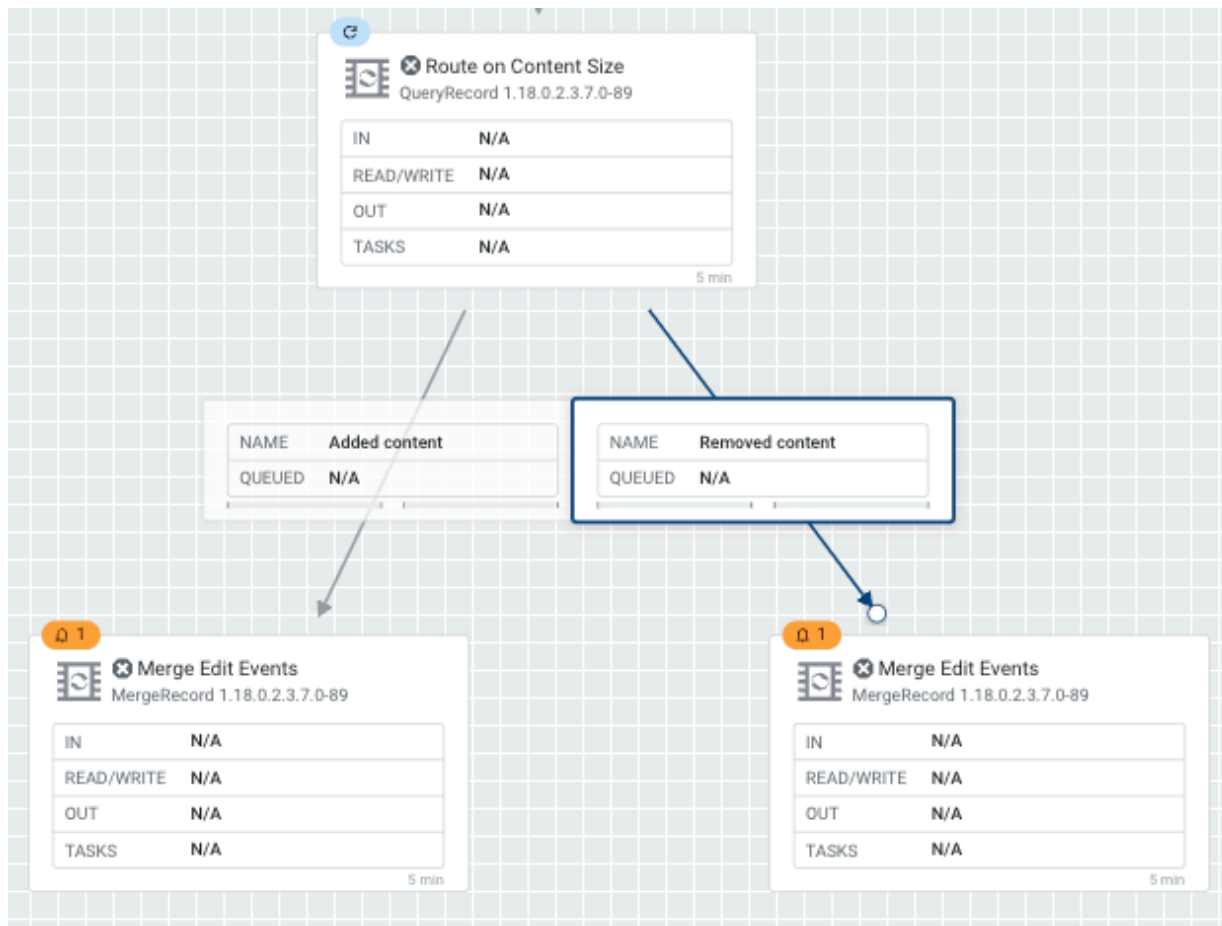 Route on Content Size
QueryRecord 1.18.0.2.3.7.0-89
IN N/A
READ/WRITE N/A
OUT N/A
TASKS N/A
5 min
NAME Added content
QUEUED N/A
NAME Removed content
QUEUED N/A
1
Merge Edit Events
MergeRecord 1.18.0.2.3.7.0-89
IN N/A
READ/WRITE N/A
OUT N/A
TASKS N/A
5 min
1
Merge Edit Events
MergeRecord 1.18.0.2.3.7.0-89
IN N/A
READ/WRITE N/A
OUT N/A
TASKS N/A
5 min